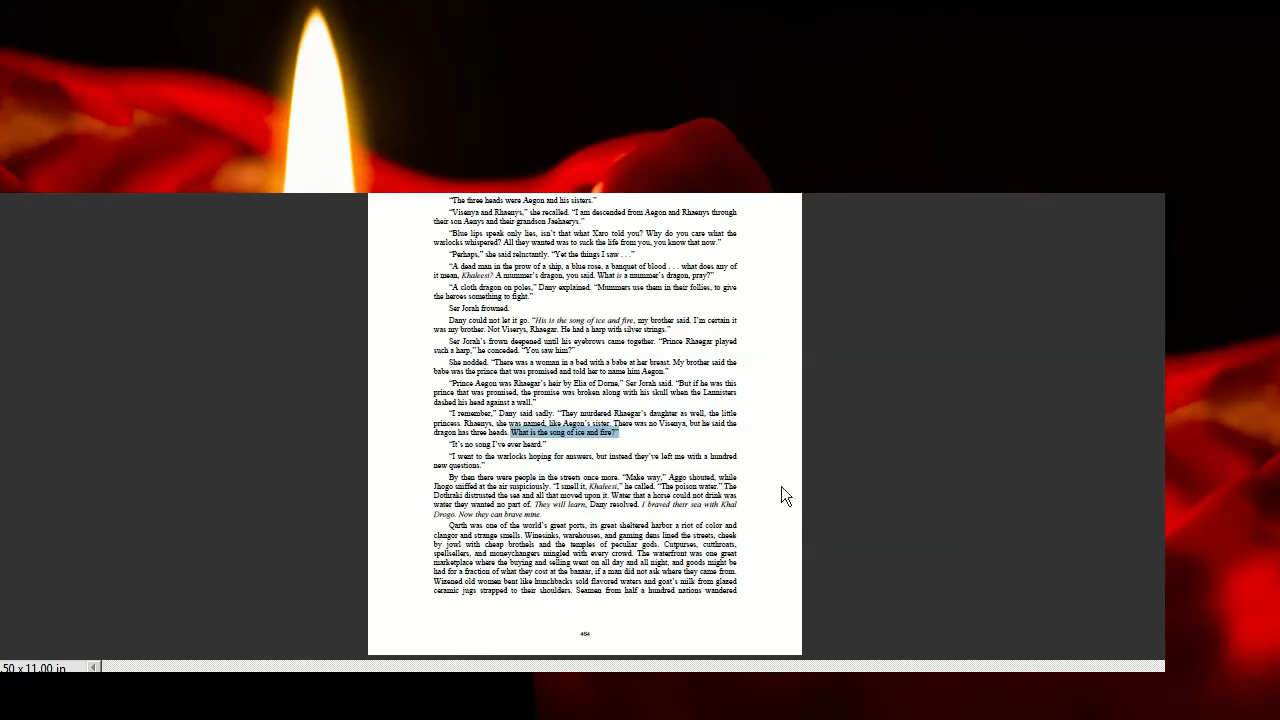 “The three heads were Aegon and his sisters.”
“Visenya and Rhaenys,” she recalled. “I am descended from Aegon and Rhaenys through
their son Aenys and their grandson Jaehaerys.”
“Blue lips speak only lies, isn’t that what Xaro told you? Why do you care what the
warlocks whispered? All they wanted was to suck the life from you, you know that now.”
“Perhaps,” she said reluctantly. “Yet the things I saw . . .”
“A dead man in the prow of a ship, a blue rose, a banquet of blood . . . what does any of
it mean, Khaleesi? A mummer’s dragon, you said. What is a mummer’s dragon, pray?”
“A cloth dragon on poles,” Dany explained. “Mummers use them in their follies, to give
the heroes something to fight.”
Ser Jorah frowned.
Dany could not let it go. “His is the song of ice and fire, my brother said. I’m certain it
was my brother. Not Viserys, Rhaegar. He had a harp with silver strings.”
Ser Jorah’s frown deepened until his eyebrows came together. “Prince Rhaegar played
such a harp,” he conceded. “You saw him?”
She nodded. “There was a woman in a bed with a babe at her breast. My brother said the
babe was the prince that was promised and told her to name him Aegon.”
“Prince Aegon was Rhaegar’s heir by Elia of Dorne,” Ser Jorah said. “But if he was this
prince that was promised, the promise was broken along with his skull when the Lannisters
dashed his head against a wall.”
“I remember,” Dany said sadly. “They murdered Rhaegar’s daughter as well, the little
princess. Rhaenys, she was named, like Aegon’s sister. There was no Visenya, but he said the
dragon has three heads. What is the song of ice and fire?”
“It’s no song I’ve ever heard.”
“I went to the warlocks hoping for answers, but instead they’ve left me with a hundred
new questions.”
By then there were people in the streets once more. “Make way,” Aggo shouted, while
Jhogo sniffed at the air suspiciously. “I smell it, Khaleesi,” he called. “The poison water.” The
Dothraki distrusted the sea and all that moved upon it. Water that a horse could not drink was
water they wanted no part of. They will learn, Dany resolved. I braved their sea with Khal
Drogo. Now they can brave mine.
Qarth was one of the world’s great ports, its great sheltered harbor a riot of color and
clangor and strange smells. Winesinks, warehouses, and gaming dens lined the streets, cheek
by jowl with cheap brothels and the temples of peculiar gods. Cutpurses, cutthroats,
spellsellers, and moneychangers mingled with every crowd. The waterfront was one great
marketplace where the buying and selling went on all day and all night, and goods might be
had for a fraction of what they cost at the bazaar, if a man did not ask where they came from.
Wizened old women bent like hunchbacks sold flavored waters and goat’s milk from glazed
ceramic jugs strapped to their shoulders. Seamen from half a hundred nations wandered
464
.50 x 11.00 in